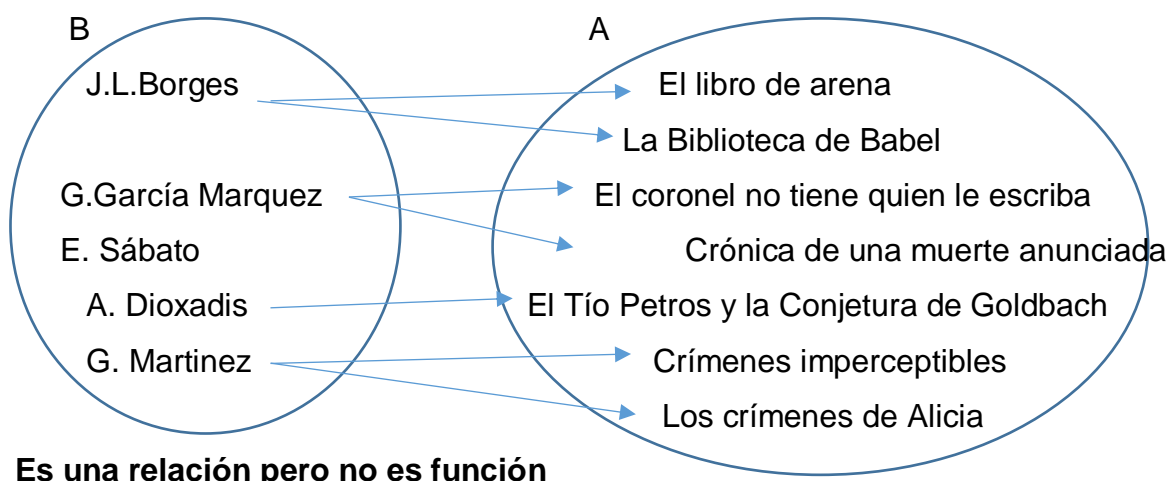 B
A
J.L.Borges
El libro de arena
La Biblioteca de Babel
G.García Marquez
El coronel no tiene quien le escriba
E. Sábato
Crónica de una muerte anunciada
A. Dioxadis
El Tío Petros y la Conjetura de Goldbach
G. Martinez
Crímenes imperceptibles
Los crímenes de Alicia
Es una relación pero no es función